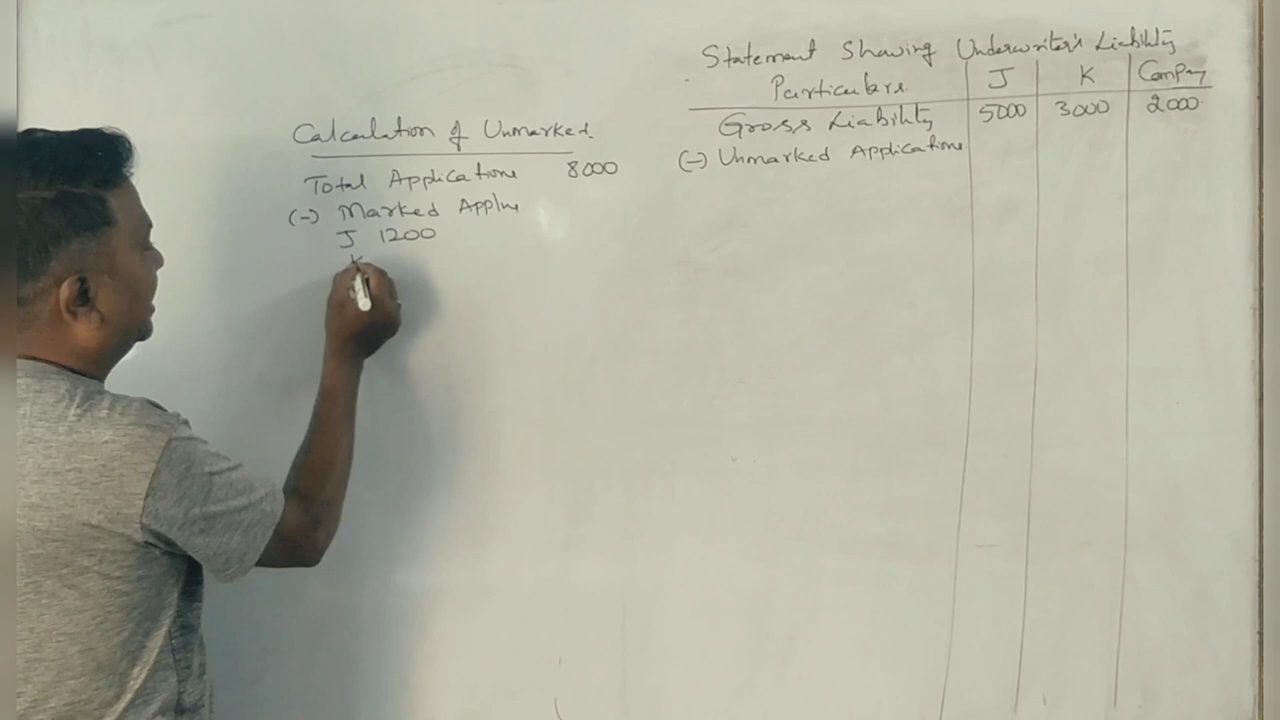 Calculation of Unmarked.
Total Applications 8000
(-) Marked Applns
J 1200
K
Statement Showing Underwriter's Liability
Particulars J K Company
Gross Liability 5000 3000 2000
(-) Unmarked Applications